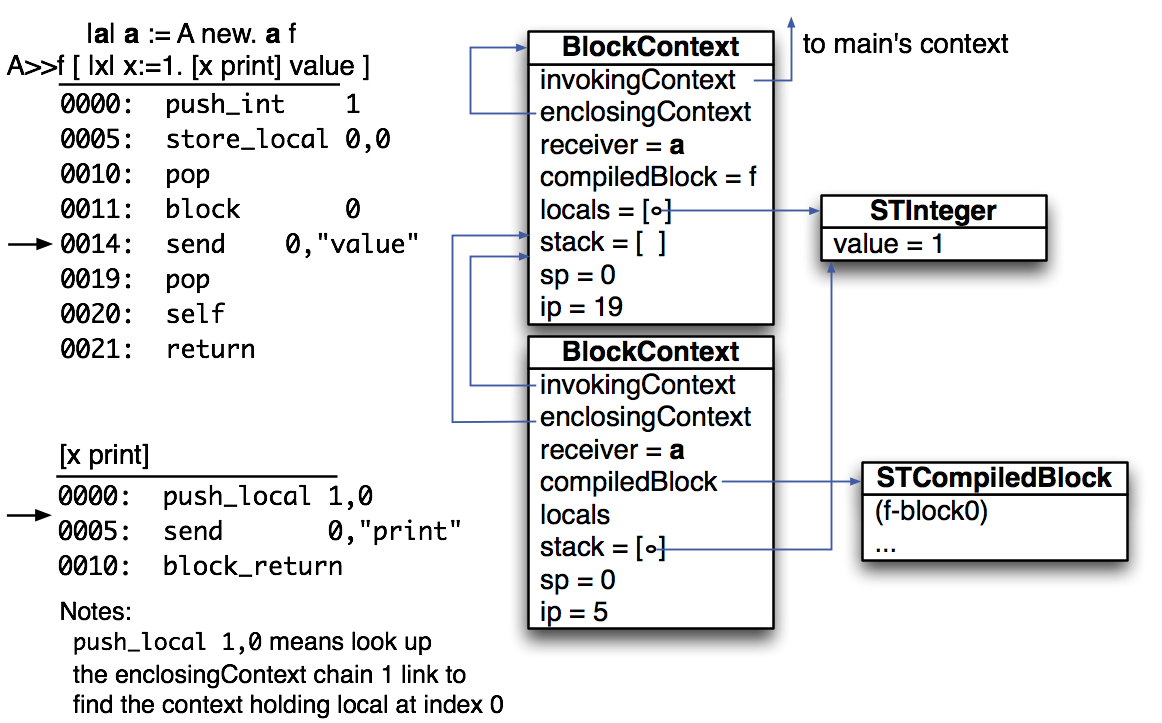 |a| a := A new. a f
A>>f [ |x| x:=1. [x print] value ]
0000: push_int 1
0005: store_local 0,0
0010: pop
0011: block 0
0014: send 0,"value"
0019: pop
0020: self
0021: return
[x print]
0000: push_local 1,0
0005: send 0,"print"
0010: block_return
Notes:
push_local 1,0 means look up
the enclosingContext chain 1 link to
find the context holding local at index 0
BlockContext
invokingContext
enclosingContext
receiver = a
compiledBlock = f
locals = [ ]
stack = [ ]
sp = 0
ip = 19
to main's context
STInteger
value = 1
BlockContext
invokingContext
enclosingContext
receiver = a
compiledBlock
locals
stack = [ ]
sp = 0
ip = 5
STCompiledBlock
(f-block0)
...